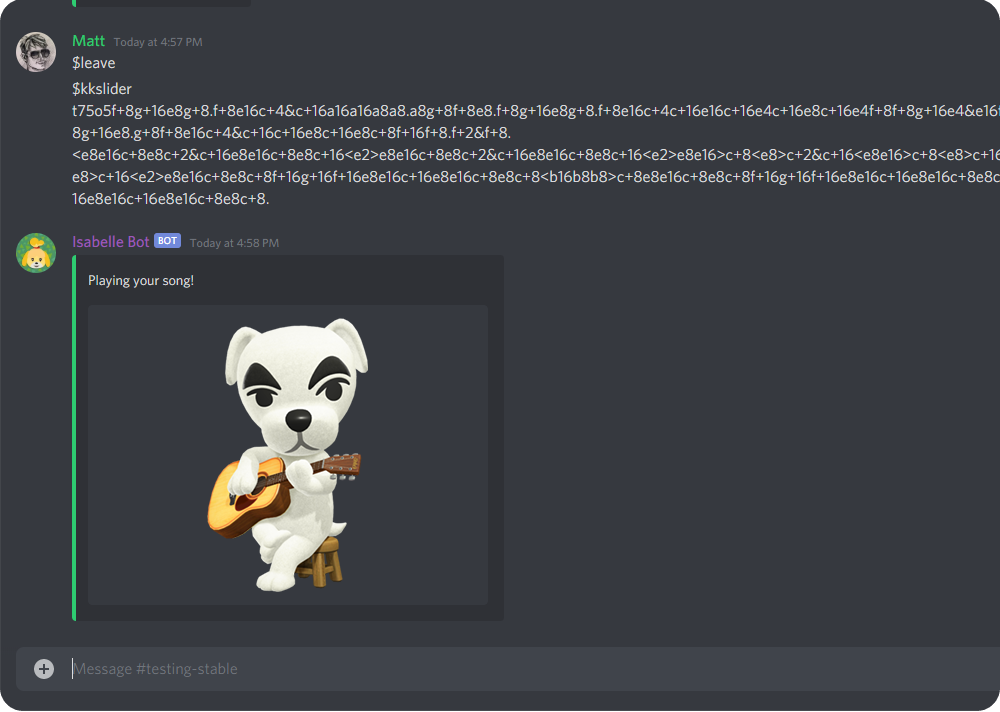 Matt Today at 4:57 PM
$leave
$kkslider
t75o5f+8g+16e8g+8.f+8e16c+4&c+16a16a16a8a8.a8g+8f+8e8.f+8g+16e8g+8.f+8e16c+4c+16e16c+16e4c+16e8c+16e4f+8f+8g+16e4&e16f
8g+16e8.g+8f+8e16c+4&c+16c+16e8c+16e8c+8f+16f+8.f+2&f+8.
<e8e16c+8e8c+2&c+16e8e16c+8e8c+16<e2>e8e16c+8e8c+2&c+16e8e16c+8e8c+16<e2>e8e16>c+8<e8>c+2&c+16<e8e16>c+8<e8>c+16
e8>c+16<e2>e8e16c+8e8c+8f+16g+16f+16e8e16c+16e8e16c+8e8c+8<b16b8b8>c+8e8e16c+8e8c+8f+16g+16f+16e8e16c+16e8e16c+8e8c
16e8e16c+16e8e16c+8e8c+8.
Isabelle Bot BOT Today at 4:58 PM
Playing your song!
Message #testing-stable